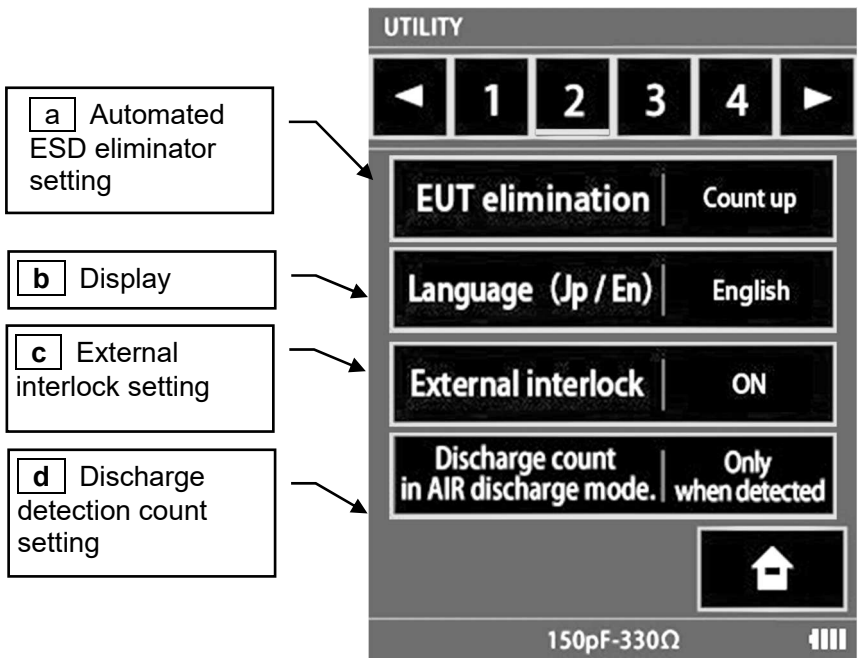 UTILITY
1 2 3 4
a Automated
ESD eliminator
setting
EUT elimination Count up
b Display
Language (Jp / En) English
c External
interlock setting
External interlock ON
d Discharge
detection count
setting
Discharge count
in AIR discharge mode.
Only
when detected
150pF-330Ω